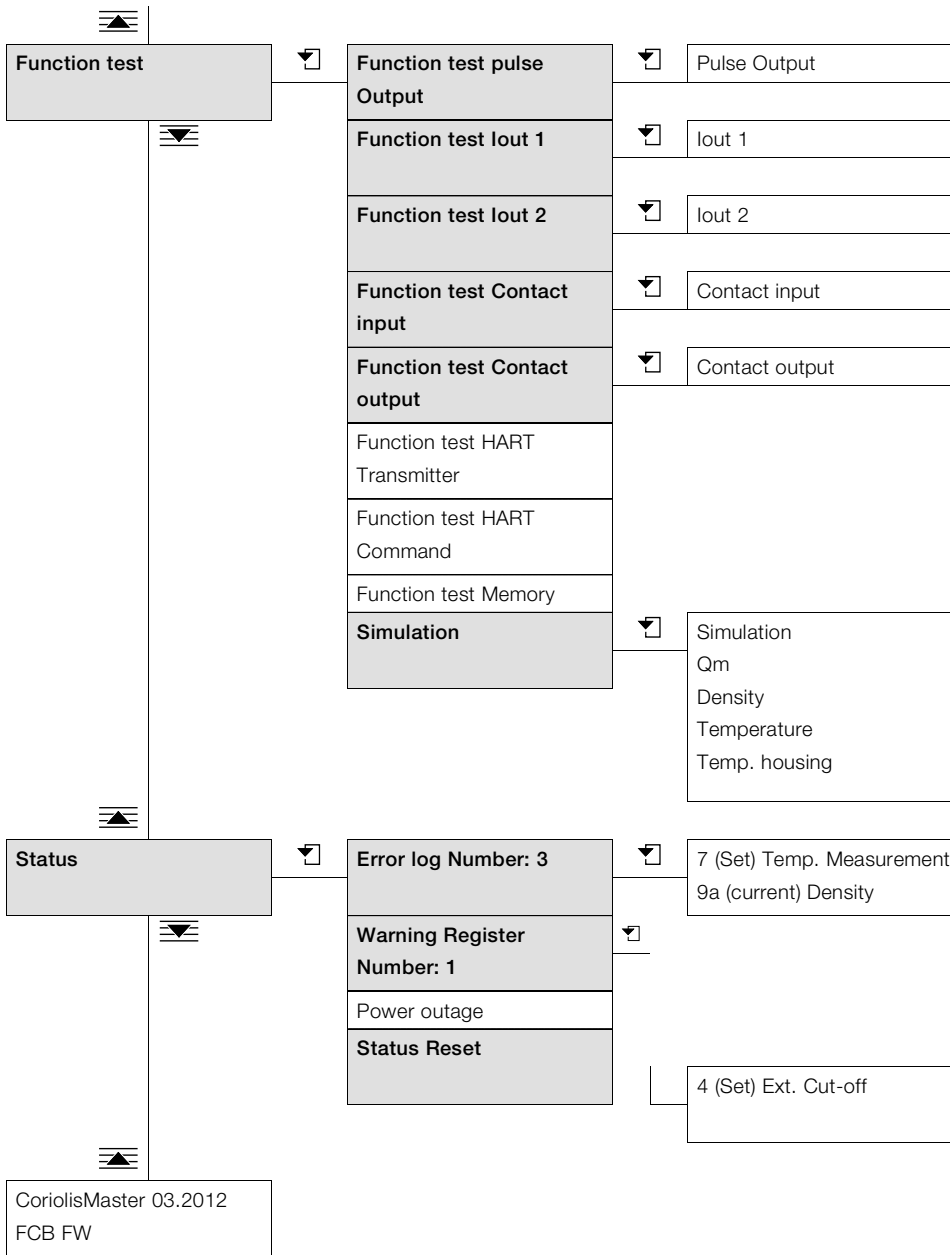 Function test
Function test pulse
Output
Pulse Output
Function test Iout 1
Iout 1
Function test Iout 2
Iout 2
Function test Contact
input
Contact input
Function test Contact
output
Contact output
Function test HART
Transmitter
Function test HART
Command
Function test Memory
Simulation
Simulation
Qm
Density
Temperature
Temp. housing
Status
Error log Number: 3
7 (Set) Temp. Measurement
9a (current) Density
Warning Register
Number: 1
Power outage
Status Reset
4 (Set) Ext. Cut-off
CoriolisMaster 03.2012
FCB FW